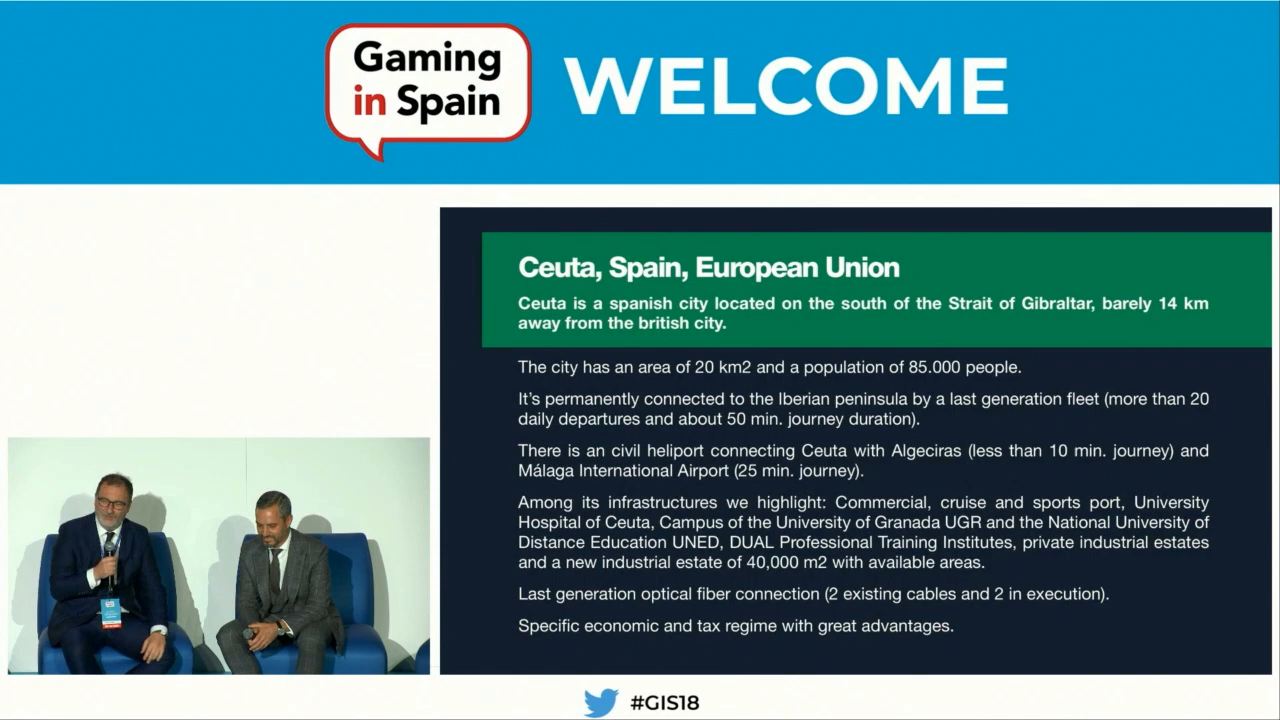 Gaming
in Spain
WELCOME
Ceuta, Spain, European Union
Ceuta is a spanish city located on the south of the Strait of Gibraltar, barely 14 km
away from the british city.
The city has an area of 20 km2 and a population of 85.000 people.
It's permanently connected to the Iberian peninsula by a last generation fleet (more than 20
daily departures and about 50 min. journey duration).
There is an civil heliport connecting Ceuta with Algeciras (less than 10 min. journey) and
Málaga International Airport (25 min. journey).
Among its infrastructures we highlight: Commercial, cruise and sports port, University
Hospital of Ceuta, Campus of the University of Granada UGR and the National University of
Distance Education UNED, DUAL Professional Training Institutes, private industrial estates
and a new industrial estate of 40,000 m2 with available areas.
Last generation optical fiber connection (2 existing cables and 2 in execution).
Specific economic and tax regime with great advantages.
#GIS18